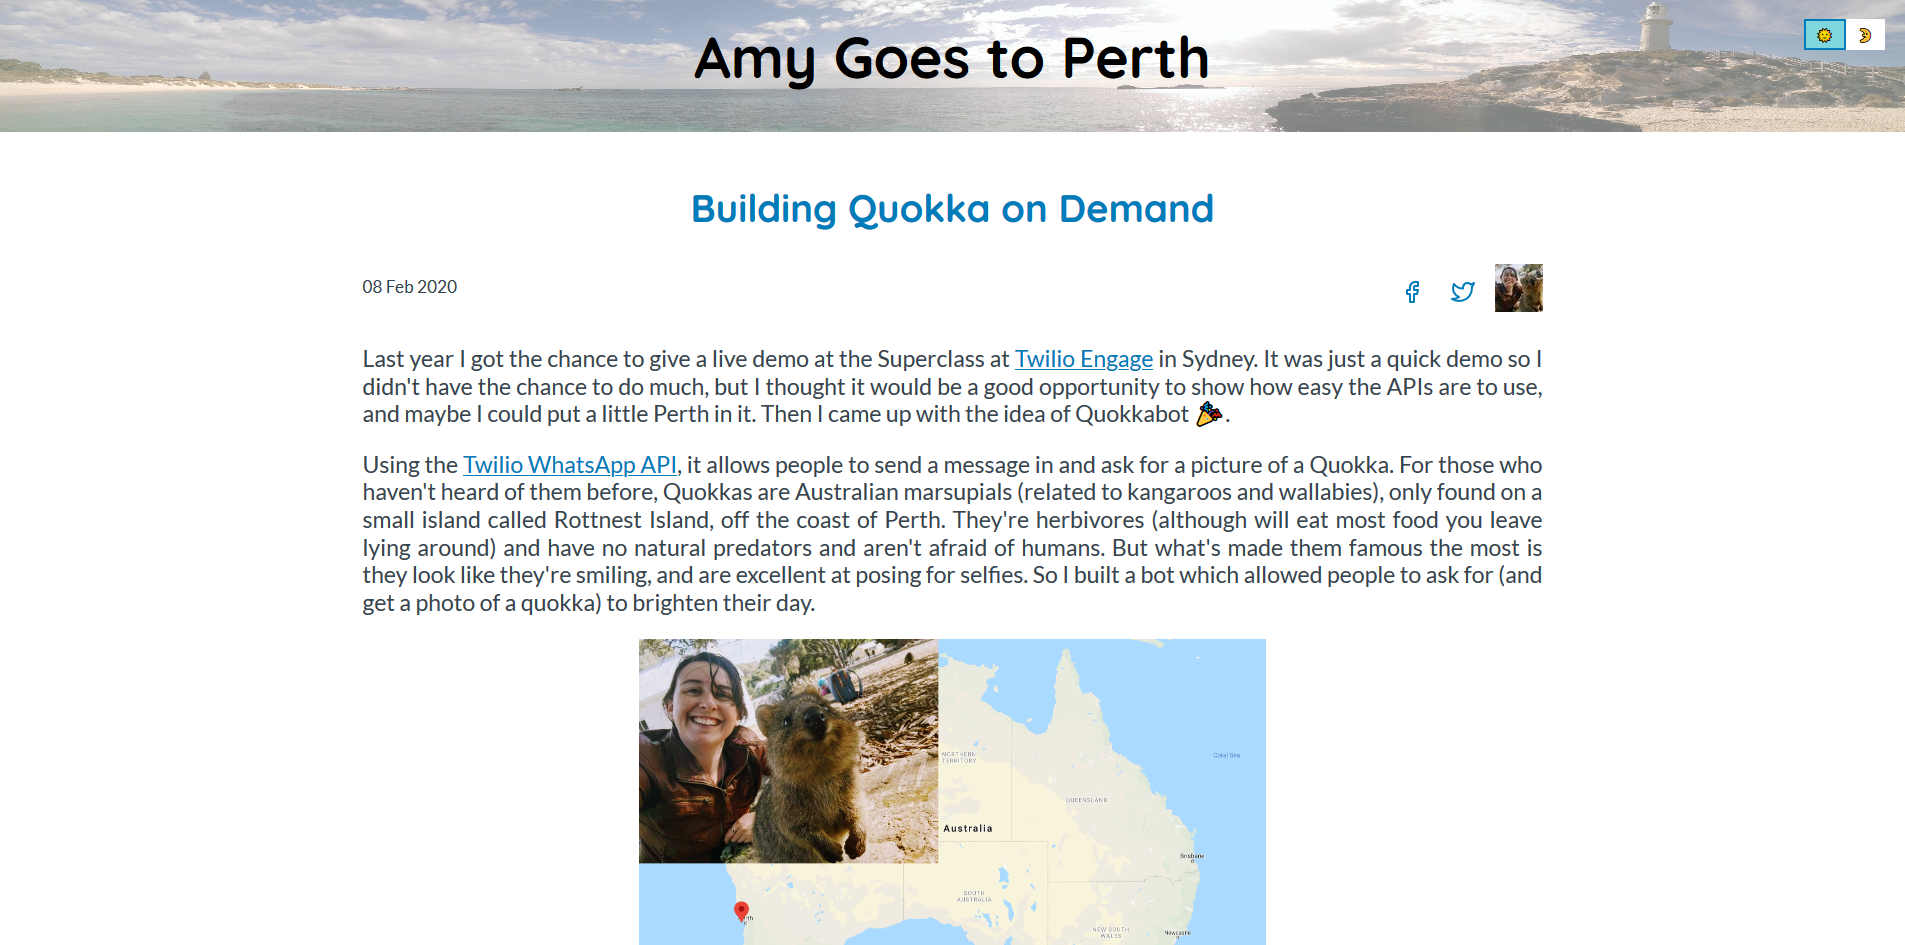 Amy Goes to Perth
Building Quokka on Demand
08 Feb 2020
Last year I got the chance to give a live demo at the Superclass at Twilio Engage in Sydney. It was just a quick demo so I
didn't have the chance to do much, but I thought it would be a good opportunity to show how easy the APIs are to use,
and maybe I could put a little Perth in it. Then I came up with the idea of Quokkabot 🎉.
Using the Twilio WhatsApp API, it allows people to send a message in and ask for a picture of a Quokka. For those who
haven't heard of them before, Quokkas are Australian marsupials (related to kangaroos and wallabies), only found on a
small island called Rottnest Island, off the coast of Perth. They're herbivores (although will eat most food you leave
lying around) and have no natural predators and aren't afraid of humans. But what's made them famous the most is
they look like they're smiling, and are excellent at posing for selfies. So I built a bot which allowed people to ask for (and
get a photo of a quokka) to brighten their day.
Coral Sea
NORTHERN
TERRITORY
QUEENSLAND
Australia
Brisbane
SOUTH
AUSTRALIA
rth
NEW SOUTH
WALES
Newcastle